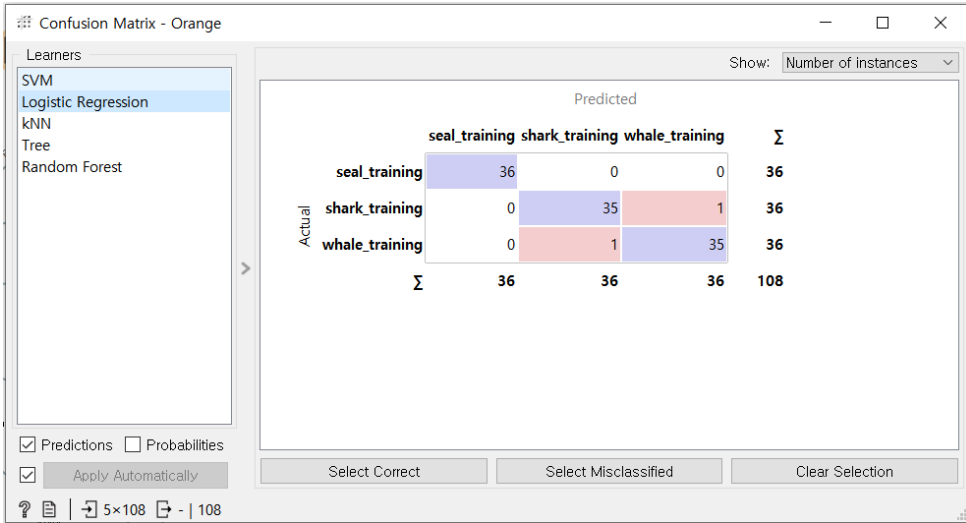 Confusion Matrix - Orange
Learners
SVM
Logistic Regression
kNN
Tree
Random Forest
Predictions Probabilities
Apply Automatically
5×108 - | 108
Show: Number of instances
Predicted
seal_training shark_training whale_training Σ
seal_training 36 0 0 36
Actual
shark_training 0 35 1 36
whale_training 0 1 35 36
Σ 36 36 36 108
Select Correct Select Misclassified Clear Selection